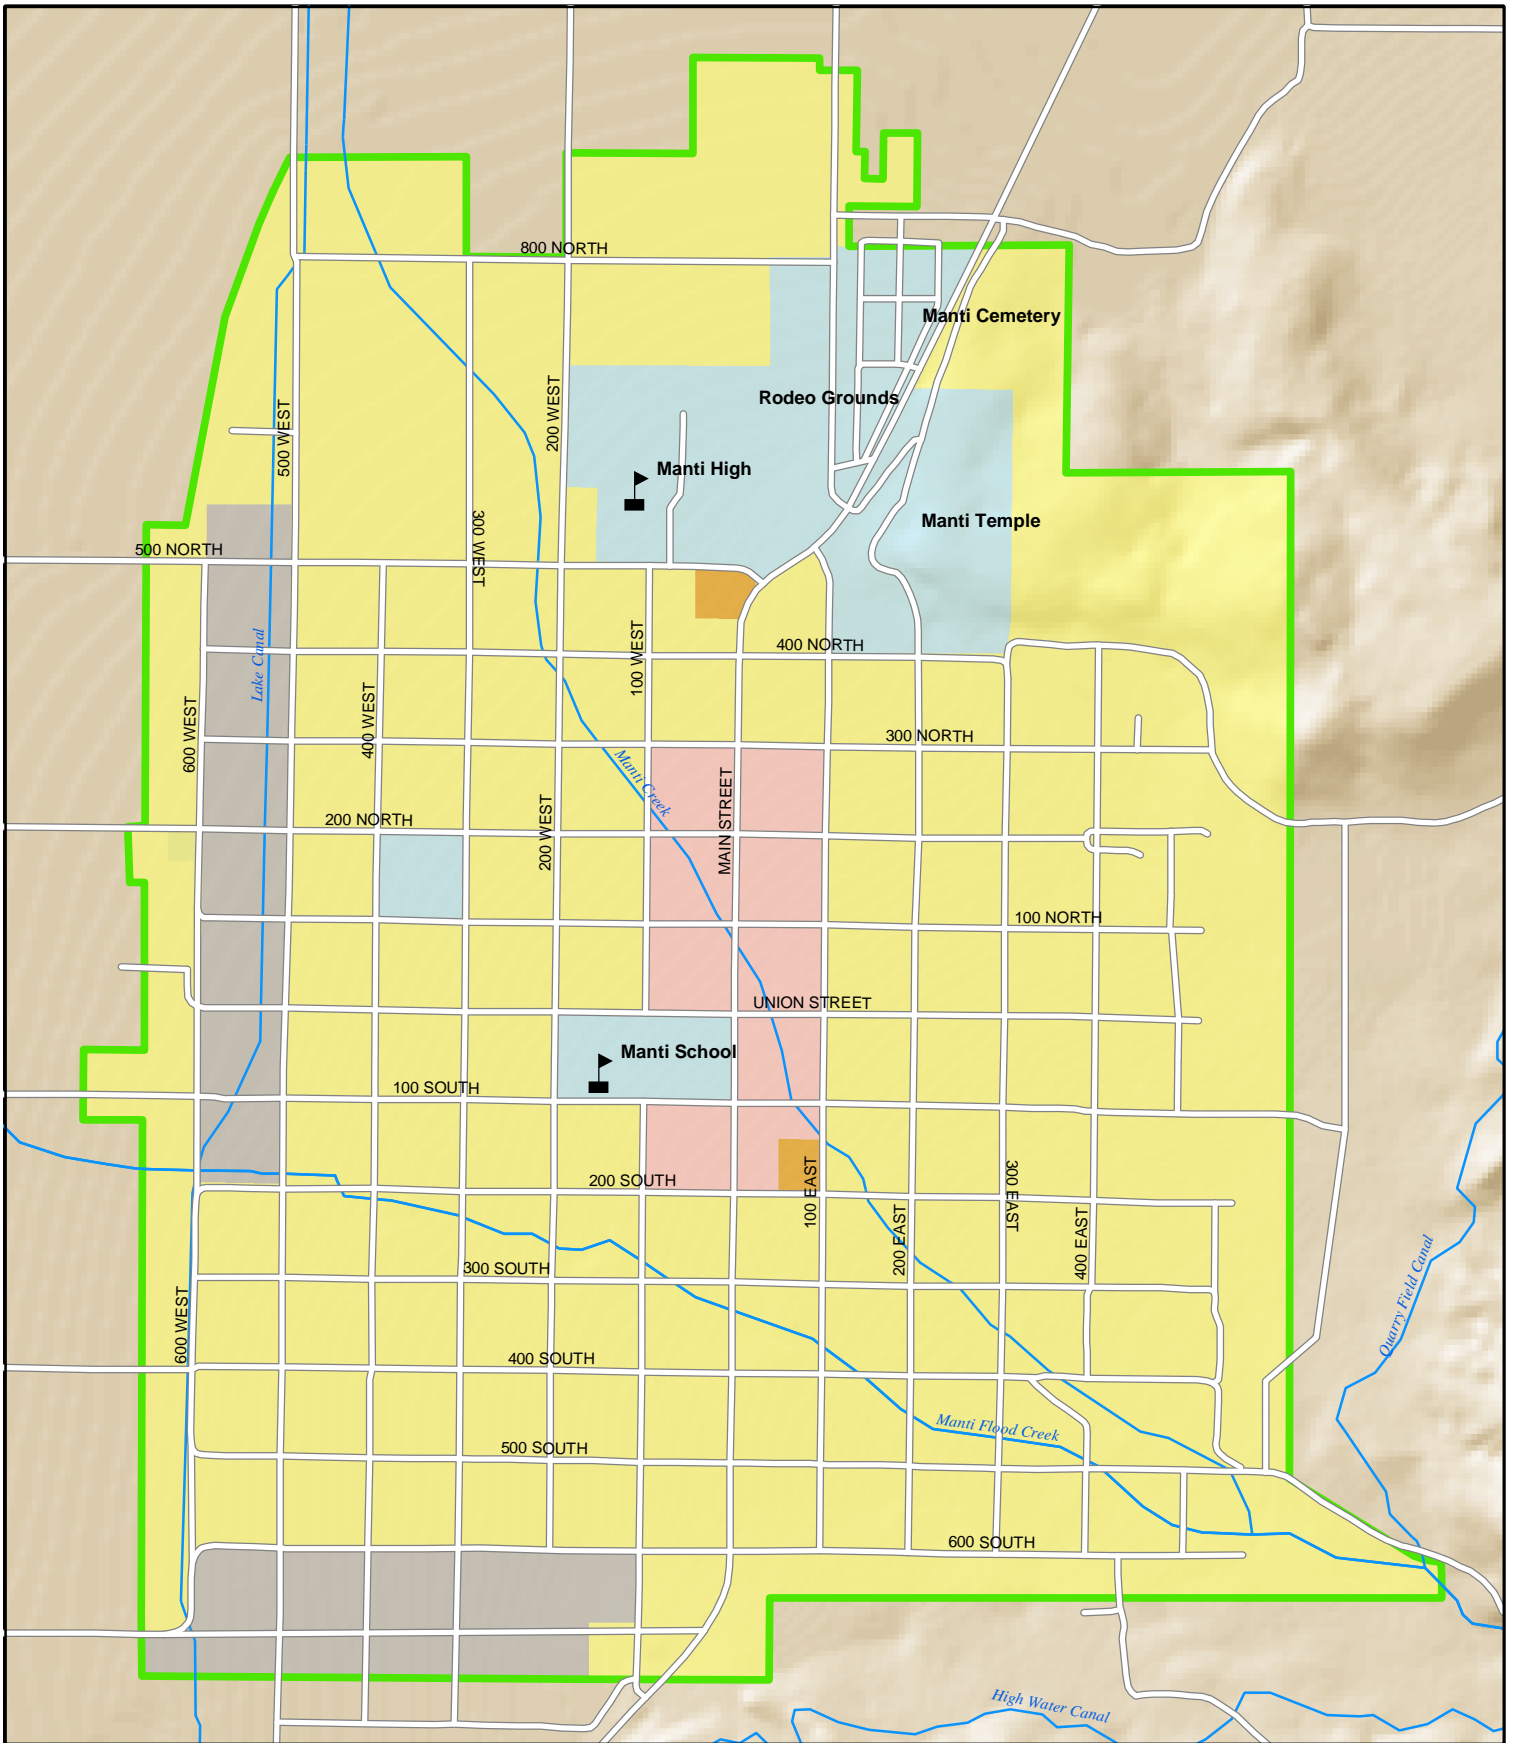 800 NORTH
Manti Cemetery
Rodeo Grounds
200 WEST
500 WEST
Manti High
Manti Temple
300 WEST
500 NORTH
Lake Canal
100 WEST
400 NORTH
600 WEST
400 WEST
300 NORTH
Manti Creek
MAIN STREET
200 NORTH
200 WEST
100 NORTH
UNION STREET
Manti School
100 SOUTH
200 SOUTH
100 EAST
300 EAST
200 EAST
400 EAST
300 SOUTH
600 WEST
Quarry Field Canal
400 SOUTH
Manti Flood Creek
500 SOUTH
600 SOUTH
High Water Canal